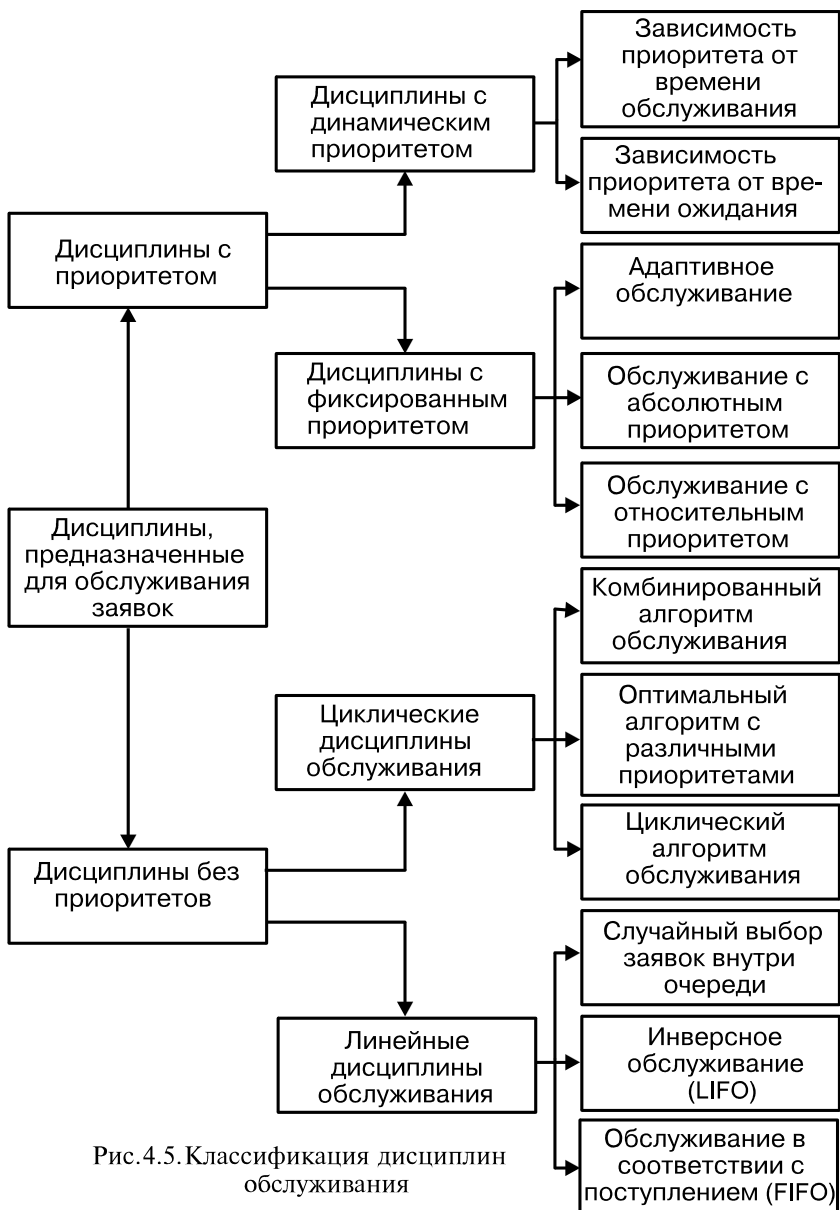 Зависимость
приоритета от
времени
обслуживания
Дисциплины с
динамическим
приоритетом
Зависимость
приоритета от вре-
мени ожидания
Дисциплины с
приоритетом
Адаптивное
обслуживание
Дисциплины с
фиксированным
приоритетом
Обслуживание с
абсолютным
приоритетом
Обслуживание с
относительным
приоритетом
Дисциплины,
предназначенные
для обслуживания
заявок
Комбинированный
алгоритм
обслуживания
Циклические
дисциплины
обслуживания
Оптимальный
алгоритм с
различными
приоритетами
Циклический
алгоритм
обслуживания
Дисциплины без
приоритетов
Случайный выбор
заявок внутри
очереди
Линейные
дисциплины
обслуживания
Инверсное
обслуживание
(LIFO)
Обслуживание в
соответствии с
поступлением (FIFO)
Рис.4.5.Классификация дисциплин
обслуживания